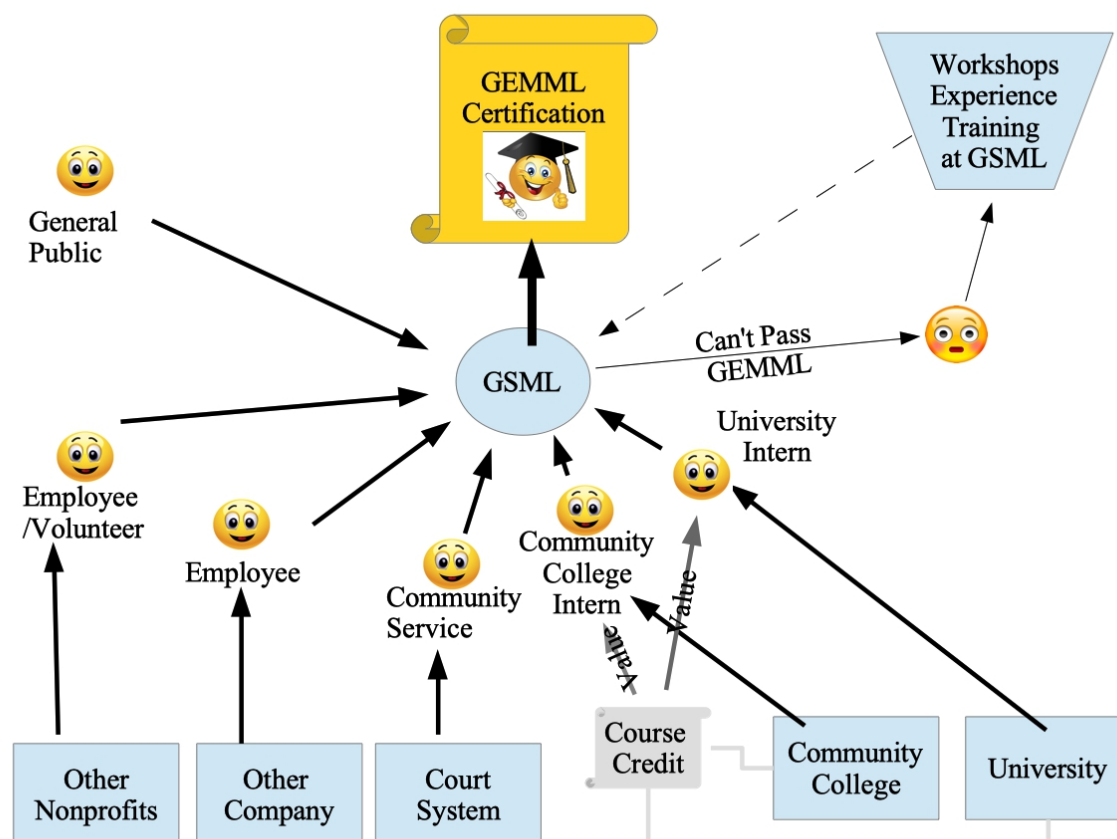 GEMML
Certification
Workshops
Experience
Training
at GSML
General
Public
Can't Pass
GEMML
GSML
University
Intern
Employee
/Volunteer
Employee
Community
Service
Community
College
Intern
Value
Value
Other
Nonprofits
Other
Company
Court
System
Course
Credit
Community
College
University